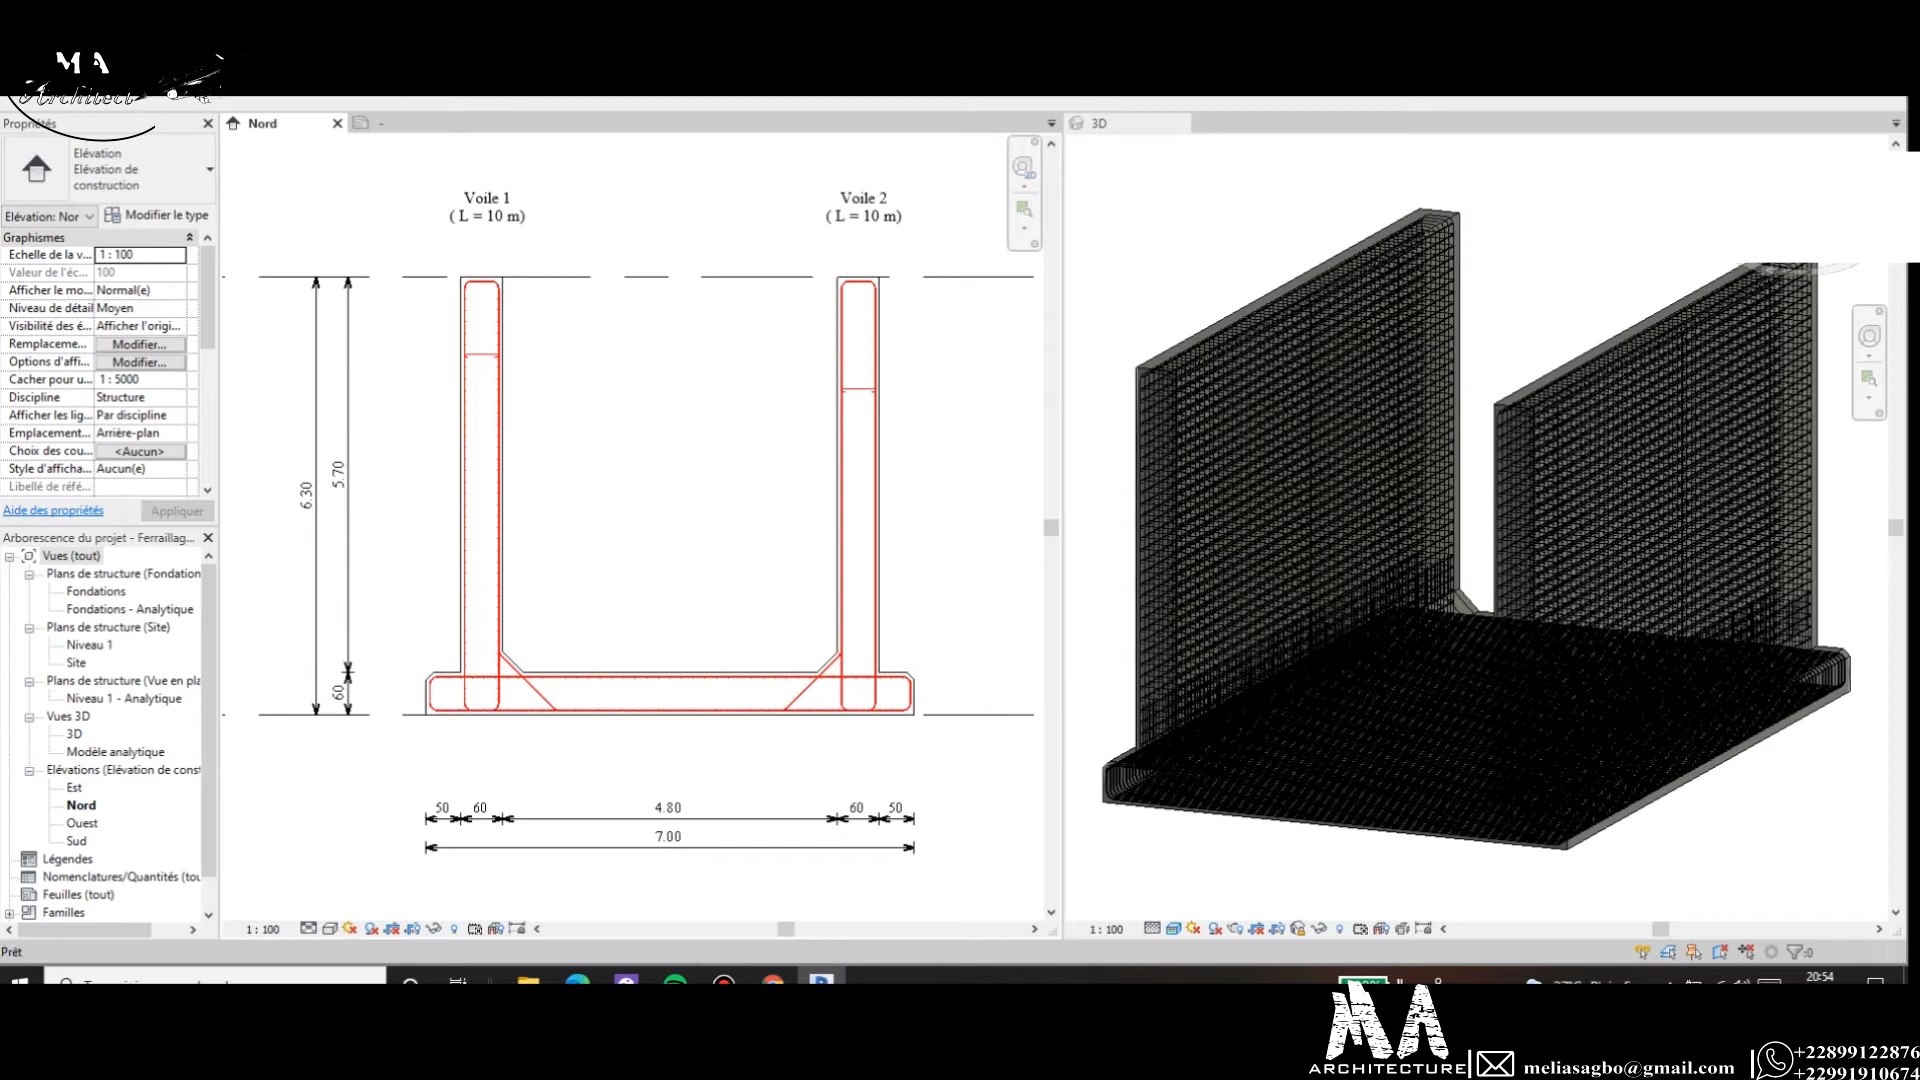 MA
Architect
Propriétés
Nord
-
3D
Elévation
Elévation de
construction
Elévation: Nor
Modifier le type
Graphismes
Echelle de la v... 1 : 100
Valeur de l'éc... 100
Afficher le mo... Normal(e)
Niveau de détail Moyen
Visibilité des é... Afficher l'origi...
Remplaceme... Modifier...
Options d'affi... Modifier...
Cacher pour u... 1 : 5000
Discipline Structure
Afficher les lig... Par discipline
Emplacement... Arrière-plan
Choix des cou... <Aucun>
Style d'afficha... Aucun(e)
Libellé de réfé...
Aide des propriétés
Appliquer
Arborescence du projet - Ferraillag...
Vues (tout)
Plans de structure (Fondation
Fondations
Fondations - Analytique
Plans de structure (Site)
Niveau 1
Site
Plans de structure (Vue en pla
Niveau 1 - Analytique
Vues 3D
3D
Modèle analytique
Elévations (Elévation de const
Est
Nord
Ouest
Sud
Légendes
Nomenclatures/Quantités (tou
Feuilles (tout)
Familles
Voile 1
( L = 10 m)
Voile 2
( L = 10 m)
6.30
5.70
60
50 60 4.80 60 50
7.00
2D
1 : 100
1 : 100
Prêt
:0
20:54
MA
ARCHITECTURE
meliasagbo@gmail.com
+22899122876
+22991910674